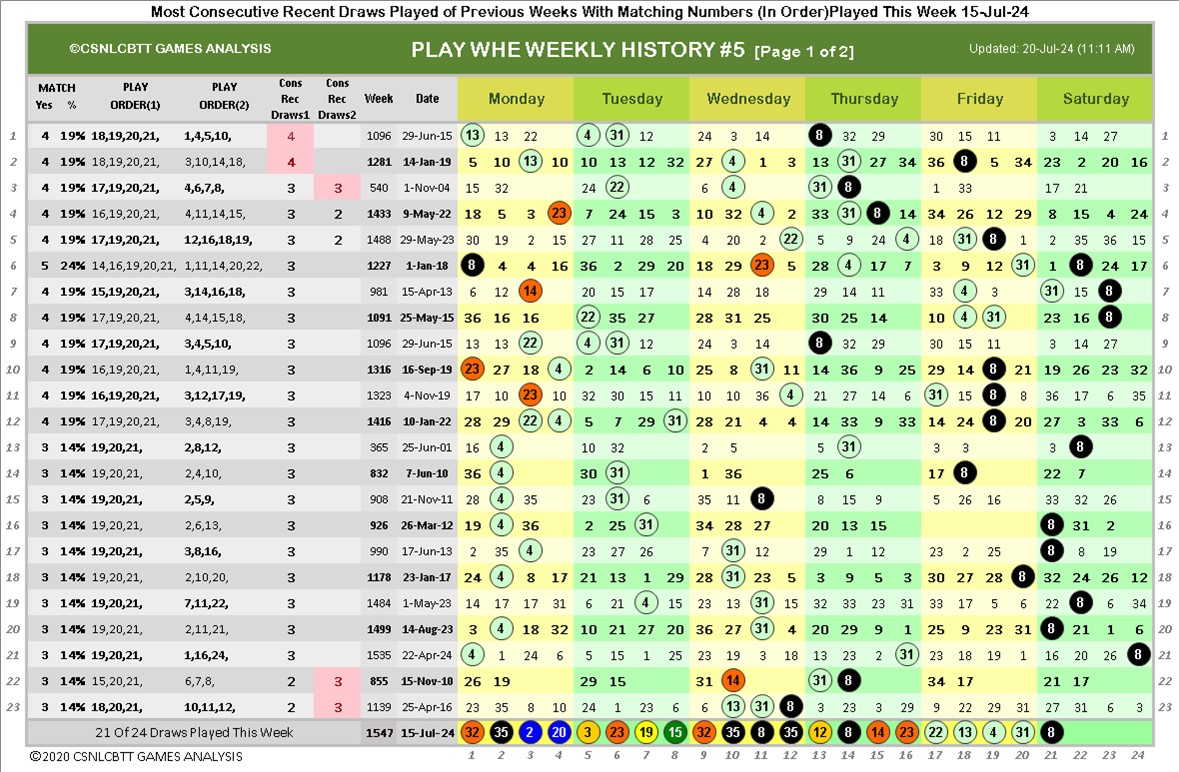 Most Consecutive Recent Draws Played of Previous Weeks With Matching Numbers (In Order)Played This Week 15-Jul-24
©CSNLCBTT GAMES ANALYSIS PLAY WHE WEEKLY HISTORY #5 [Page 1 of 2] Updated: 20-Jul-24 (11:11 AM)
MATCH Yes % PLAY ORDER(1) PLAY ORDER(2) Cons Rec Draws1 Cons Rec Draws2 Week Date Monday Tuesday Wednesday Thursday Friday Saturday
1 4 19% 18,19,20,21, 1,4,5,10, 4 1096 29-Jun-15 13 13 22 4 31 12 24 3 14 8 32 29 30 15 11 3 14 27 1
2 4 19% 18,19,20,21, 3,10,14,18, 4 1281 14-Jan-19 5 10 13 10 10 13 12 32 27 4 1 3 13 31 27 34 36 8 5 34 23 2 20 16 2
3 4 19% 17,19,20,21, 4,6,7,8, 3 3 540 1-Nov-04 15 32 24 22 6 4 31 8 1 33 17 21 3
4 4 19% 16,19,20,21, 4,11,14,15, 3 2 1433 9-May-22 18 5 3 23 7 24 15 3 10 32 4 2 33 31 8 14 34 26 12 29 8 15 4 24 4
5 4 19% 17,19,20,21, 12,16,18,19, 3 2 1488 29-May-23 30 19 2 15 27 11 28 25 4 20 2 22 5 9 24 4 18 31 8 1 2 35 36 15 5
6 5 24% 14,16,19,20,21, 1,11,14,20,22, 3 1227 1-Jan-18 8 4 4 16 36 2 29 20 18 29 23 5 28 4 17 7 3 9 12 31 1 8 24 17 6
7 4 19% 15,19,20,21, 3,14,16,18, 3 981 15-Apr-13 6 12 14 20 15 17 14 28 18 29 14 11 33 4 3 31 15 8 7
8 4 19% 17,19,20,21, 4,14,15,18, 3 1091 25-May-15 36 16 16 22 35 27 28 31 25 30 25 14 10 4 31 23 16 8 8
9 4 19% 17,19,20,21, 3,4,5,10, 3 1096 29-Jun-15 13 13 22 4 31 12 24 3 14 8 32 29 30 15 11 3 14 27 9
10 4 19% 16,19,20,21, 1,4,11,19, 3 1316 16-Sep-19 23 27 18 4 2 14 6 10 25 8 31 11 14 36 9 25 29 14 8 21 19 26 23 32 10
11 4 19% 16,19,20,21, 3,12,17,19, 3 1323 4-Nov-19 17 10 23 10 32 30 15 11 10 10 36 4 21 27 14 6 31 15 8 8 36 17 6 35 11
12 4 19% 17,19,20,21, 3,4,8,19, 3 1416 10-Jan-22 28 29 22 4 5 7 29 31 28 21 4 4 14 33 9 33 14 24 8 20 27 3 33 6 12
13 3 14% 19,20,21, 2,8,12, 3 365 25-Jun-01 16 4 10 32 2 5 5 31 3 3 3 8 13
14 3 14% 19,20,21, 2,4,10, 3 832 7-Jun-10 36 4 30 31 1 36 25 6 17 8 22 7 14
15 3 14% 19,20,21, 2,5,9, 3 908 21-Nov-11 28 4 35 23 31 6 35 11 8 8 15 9 5 26 16 33 32 26 15
16 3 14% 19,20,21, 2,6,13, 3 926 26-Mar-12 19 4 36 2 25 31 34 28 27 20 13 15 8 31 2 16
17 3 14% 19,20,21, 3,8,16, 3 990 17-Jun-13 2 35 4 23 27 26 7 31 12 29 1 12 23 2 25 8 8 19 17
18 3 14% 19,20,21, 2,10,20, 3 1178 23-Jan-17 24 4 8 17 21 13 1 29 28 31 23 5 3 9 5 3 30 27 28 8 32 24 26 12 18
19 3 14% 19,20,21, 7,11,22, 3 1484 1-May-23 14 17 17 31 6 21 4 15 23 13 31 15 32 33 23 31 33 17 5 6 22 8 6 34 19
20 3 14% 19,20,21, 2,11,21, 3 1499 14-Aug-23 3 4 18 32 10 21 27 20 36 27 31 4 20 29 9 1 25 9 23 31 8 21 1 6 20
21 3 14% 19,20,21, 1,16,24, 3 1535 22-Apr-24 4 1 24 6 5 15 1 25 23 19 3 18 13 23 2 31 23 18 19 1 16 20 26 8 21
22 3 14% 15,20,21, 6,7,8, 2 3 855 15-Nov-10 26 19 29 15 31 14 31 8 34 17 21 17 22
23 3 14% 18,20,21, 10,11,12, 2 3 1139 25-Apr-16 23 35 8 10 24 1 23 6 6 13 31 8 3 23 3 29 9 22 29 31 27 31 6 3 23
21 Of 24 Draws Played This Week 1547 15-Jul-24 32 35 2 20 3 23 19 15 32 35 8 35 12 8 14 23 22 13 4 31 8
©2020 CSNLCBTT GAMES ANALYSIS 1 2 3 4 5 6 7 8 9 10 11 12 13 14 15 16 17 18 19 20 21 22 23 24